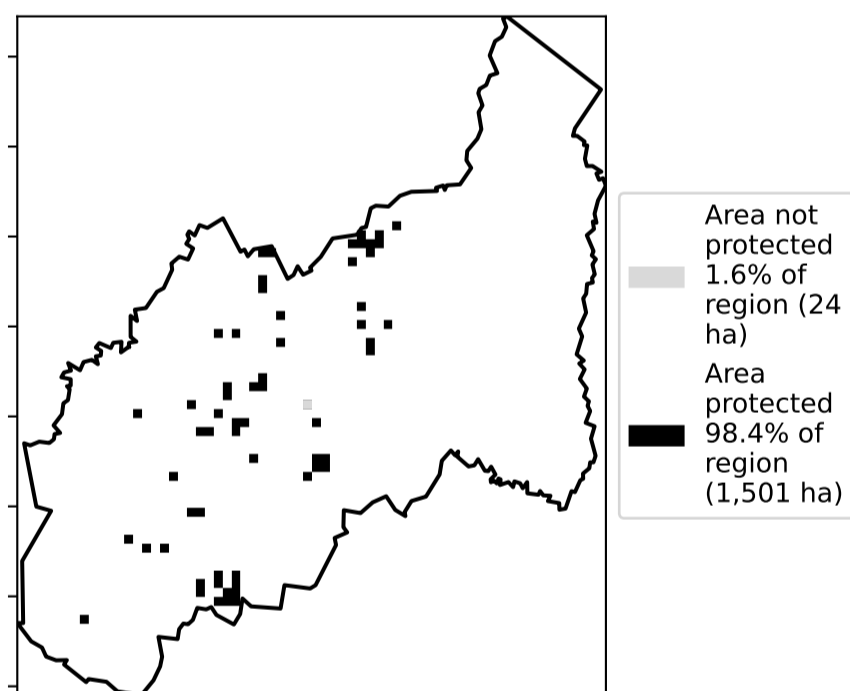 Area not
protected
1.6% of
region (24
ha)
Area
protected
98.4% of
region
(1,501 ha)